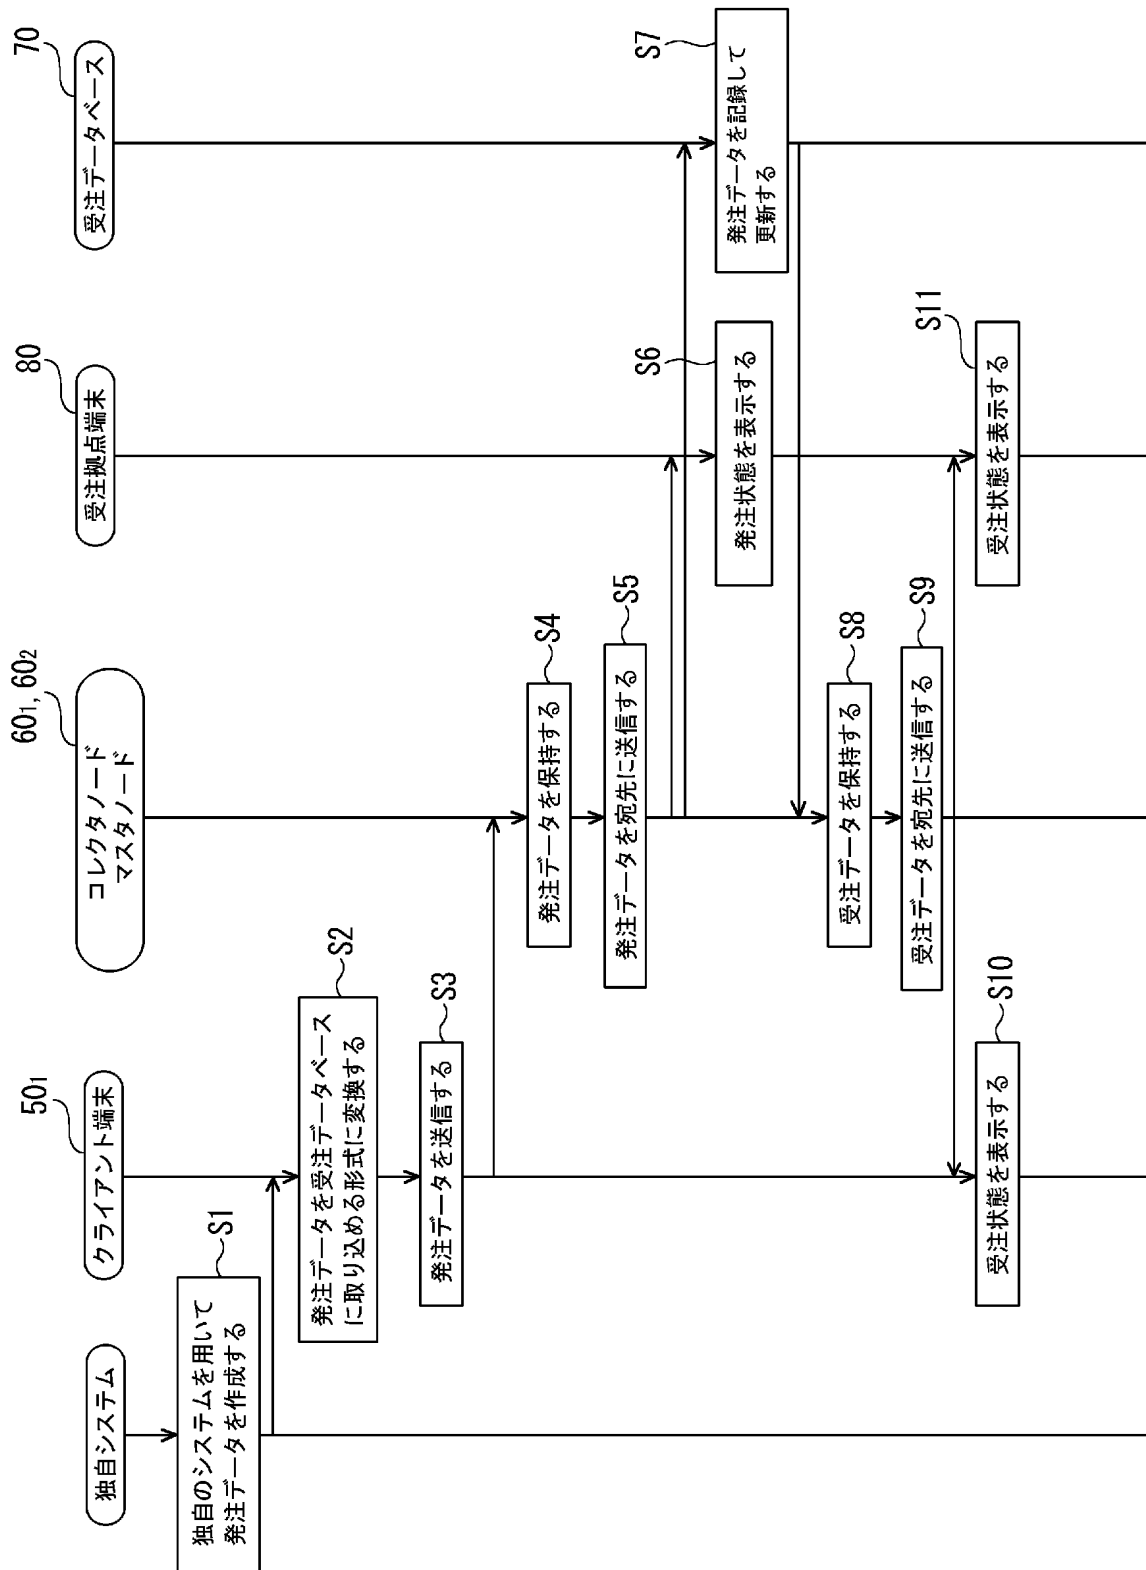 独自システム
クライアント端末
50₁
コレクタノード
マスタノード
60₁, 60₂
受注拠点端末
80
受注データベース
70
独自のシステムを用いて
発注データを作成する
S1
発注データを受注データベース
に取り込める形式に変換する
S2
発注データを送信する
S3
発注データを保持する
S4
発注データを宛先に送信する
S5
発注状態を表示する
S6
発注データを記録して
更新する
S7
受注データを保持する
S8
受注データを宛先に送信する
S9
受注状態を表示する
S10
受注状態を表示する
S11